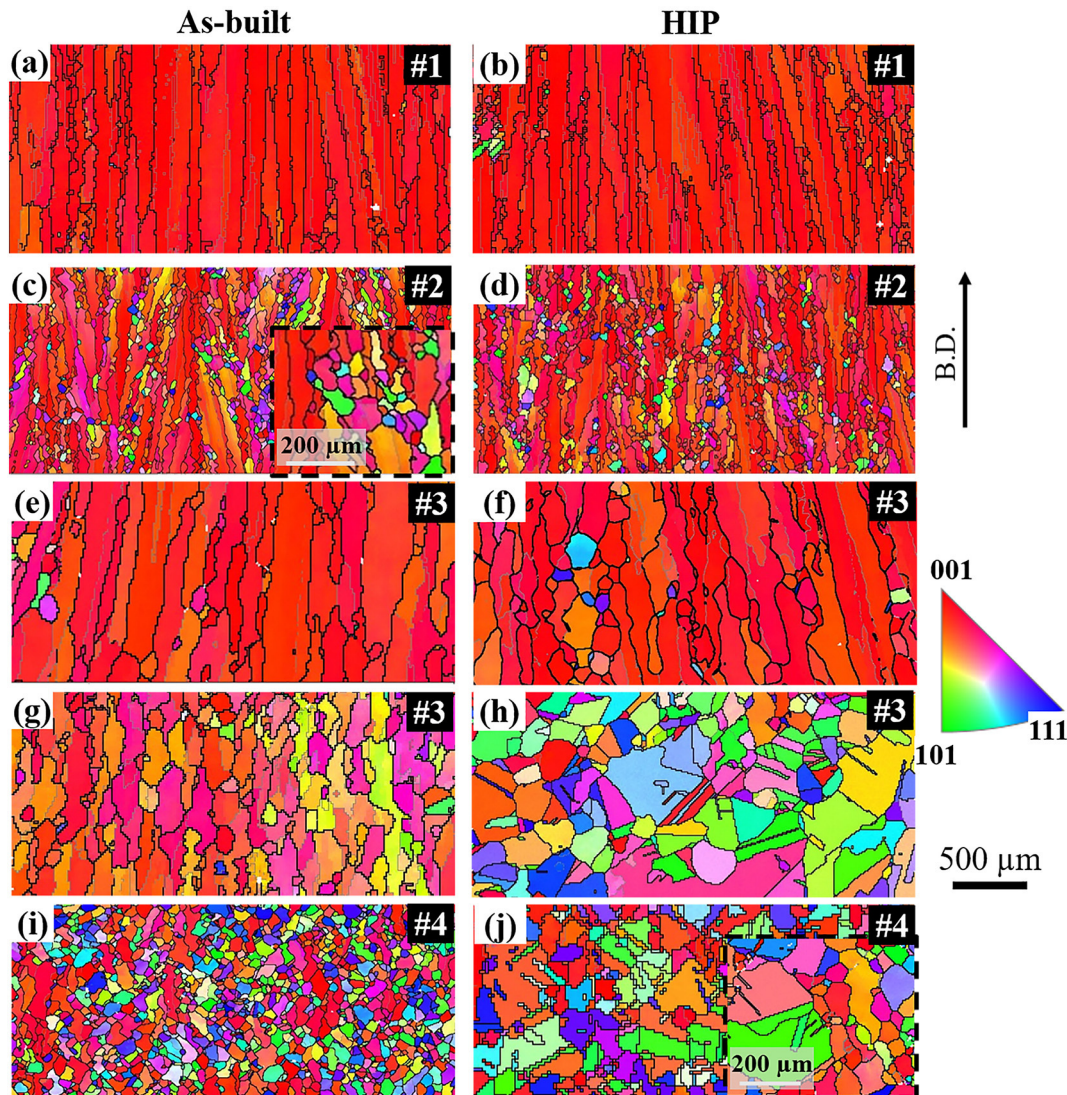 As-built HIP
(a) #1 (b) #1
(c) #2 (d) #2
B.D.
200 µm
(e) #3 (f) #3
001
(g) #3 (h) #3
111
101
500 µm
(i) #4 (j) #4
200 µm